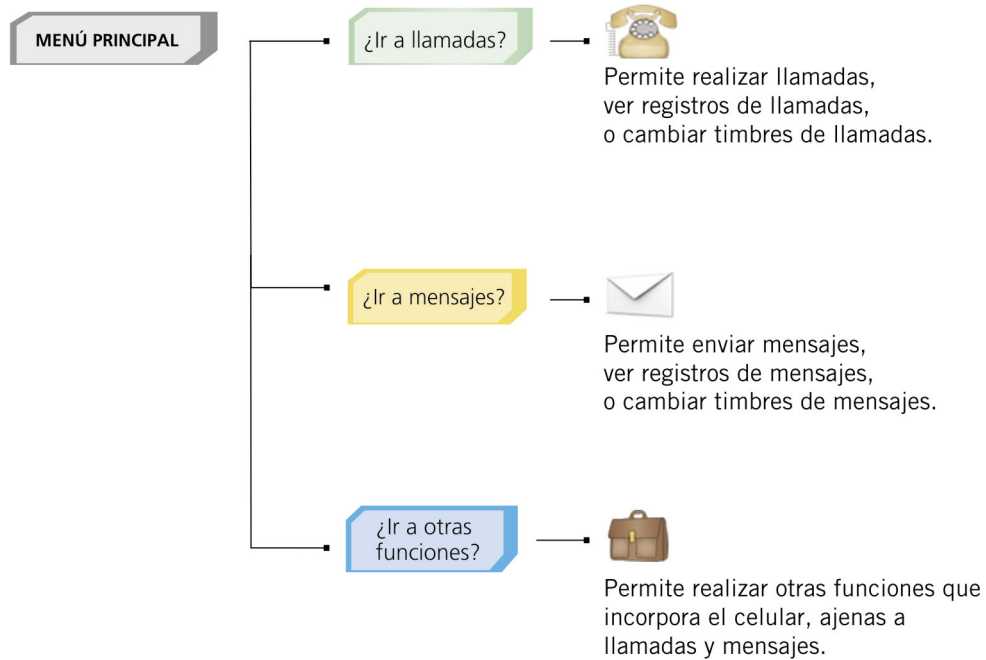 MENÚ PRINCIPAL
¿Ir a llamadas?
Permite realizar llamadas,
ver registros de llamadas,
o cambiar timbres de llamadas.
¿Ir a mensajes?
Permite enviar mensajes,
ver registros de mensajes,
o cambiar timbres de mensajes.
¿Ir a otras
funciones?
Permite realizar otras funciones que
incorpora el celular, ajenas a
llamadas y mensajes.